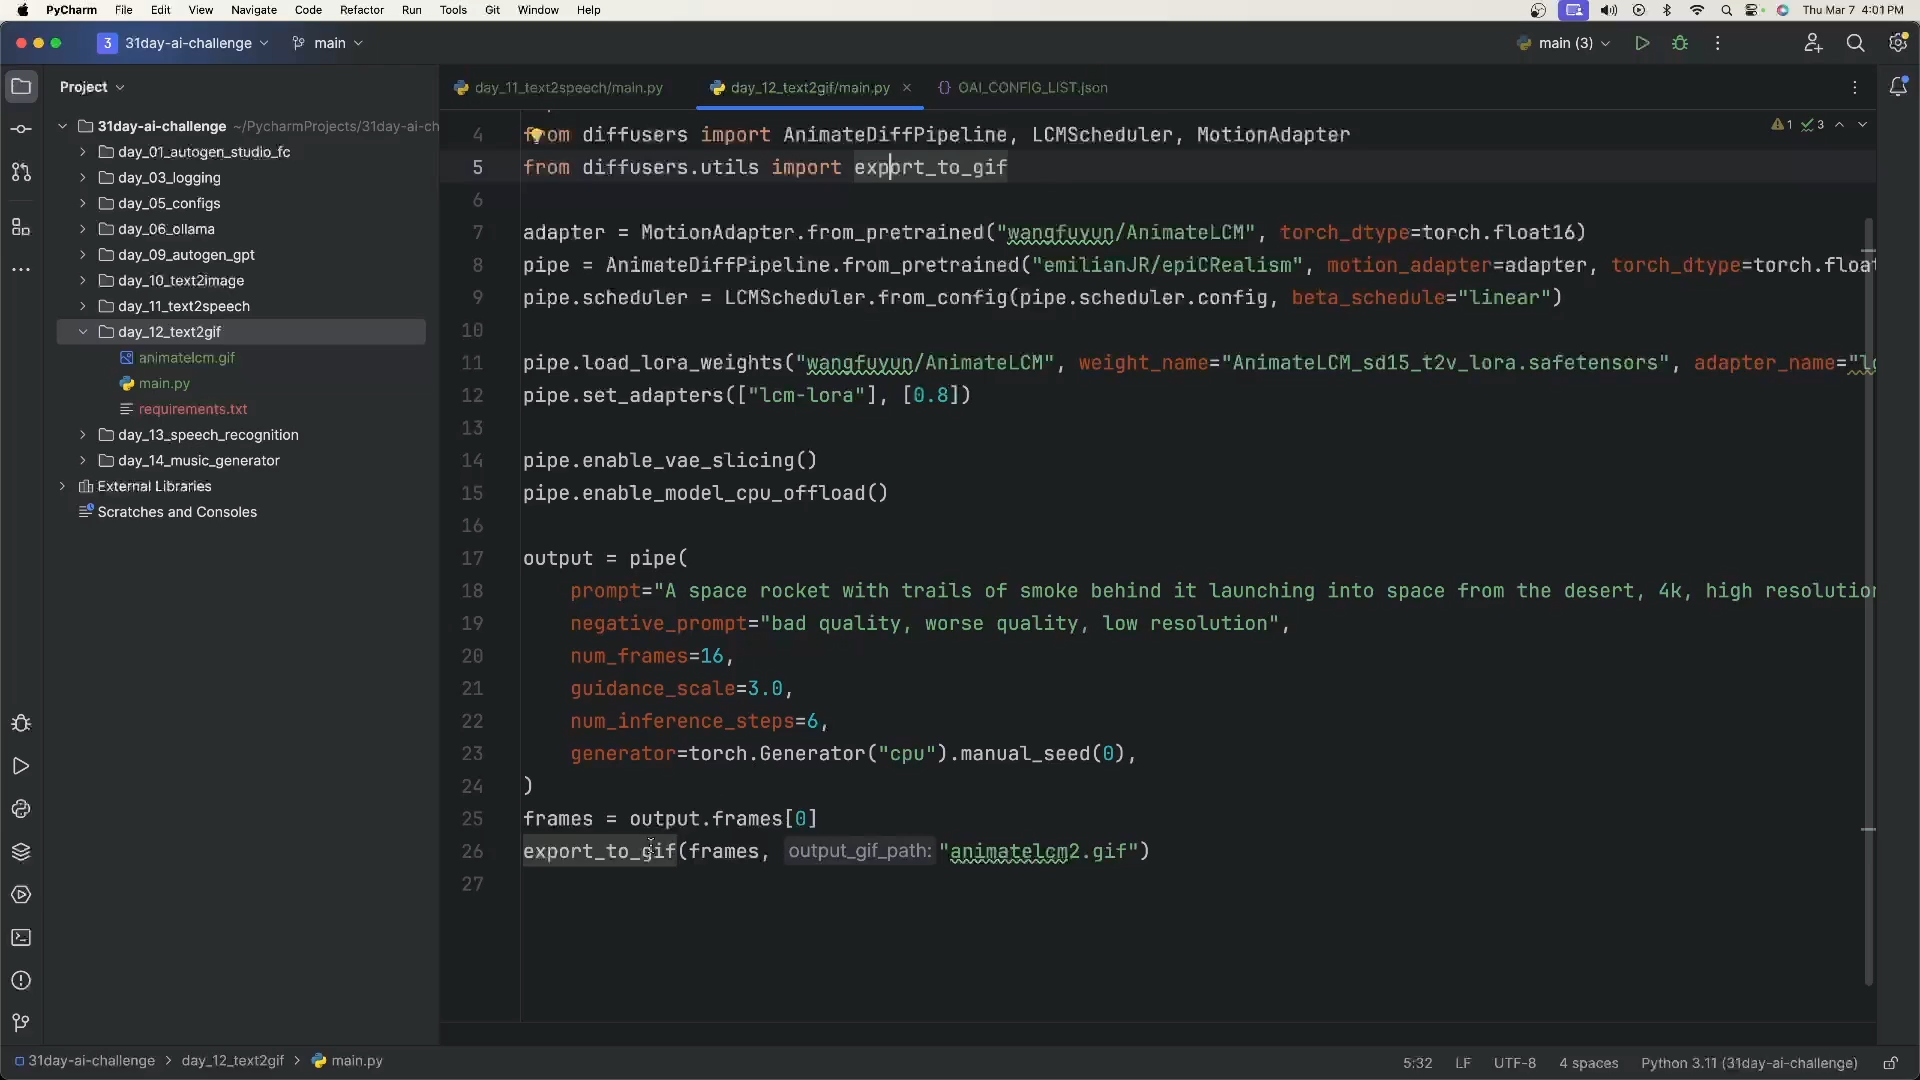 PyCharm File Edit View Navigate Code Refactor Run Tools Git Window Help Thu Mar 7 4:01 PM
3 31day-ai-challenge main main (3)
Project
31day-ai-challenge ~/PycharmProjects/31day-ai-ch
day_01_autogen_studio_fc
day_03_logging
day_05_configs
day_06_ollama
day_09_autogen_gpt
day_10_text2image
day_11_text2speech
day_12_text2gif
animatelcm.gif
main.py
requirements.txt
day_13_speech_recognition
day_14_music_generator
External Libraries
Scratches and Consoles
day_11_text2speech/main.py day_12_text2gif/main.py OAI_CONFIG_LIST.json
1 3
4 from diffusers import AnimateDiffPipeline, LCMScheduler, MotionAdapter
5 from diffusers.utils import export_to_gif
6
7 adapter = MotionAdapter.from_pretrained("wangfuyun/AnimateLCM", torch_dtype=torch.float16)
8 pipe = AnimateDiffPipeline.from_pretrained("emilianJR/epiCRealism", motion_adapter=adapter, torch_dtype=torch.float
9 pipe.scheduler = LCMScheduler.from_config(pipe.scheduler.config, beta_schedule="linear")
10
11 pipe.load_lora_weights("wangfuyun/AnimateLCM", weight_name="AnimateLCM_sd15_t2v_lora.safetensors", adapter_name="lc
12 pipe.set_adapters(["lcm-lora"], [0.8])
13
14 pipe.enable_vae_slicing()
15 pipe.enable_model_cpu_offload()
16
17 output = pipe(
18 prompt="A space rocket with trails of smoke behind it launching into space from the desert, 4k, high resolution
19 negative_prompt="bad quality, worse quality, low resolution",
20 num_frames=16,
21 guidance_scale=3.0,
22 num_inference_steps=6,
23 generator=torch.Generator("cpu").manual_seed(0),
24 )
25 frames = output.frames[0]
26 export_to_gif(frames, output_gif_path: "animatelcm2.gif")
27
31day-ai-challenge > day_12_text2gif > main.py 5:32 LF UTF-8 4 spaces Python 3.11 (31day-ai-challenge)